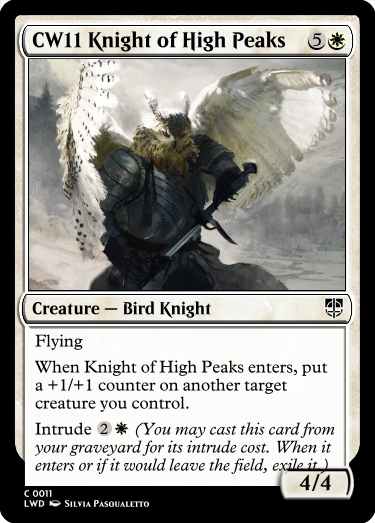 CW11 Knight of High Peaks 5
Creature — Bird Knight
Flying
When Knight of High Peaks enters, put
a +1/+1 counter on another target
creature you control.
Intrude 2 (You may cast this card from
your graveyard for its intrude cost. When it
enters or if it would leave the field, exile it.)
4/4
C 0011
LWD Silvia Pasqualetto